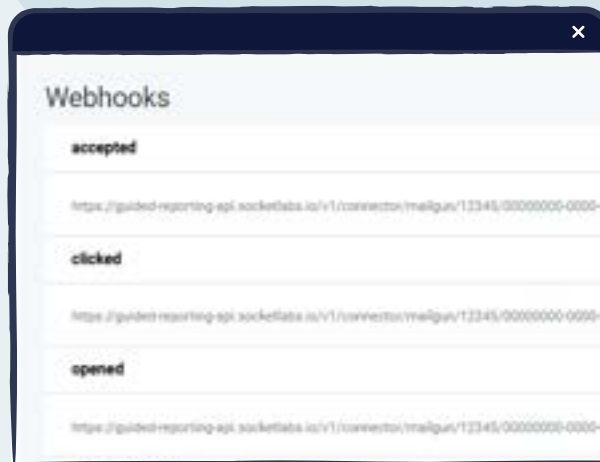 Webhooks
accepted
https://guided-reporting-api.socketlabs.io/v1/connector/mailgun/12345/00000000-0000-
clicked
https://guided-reporting-api.socketlabs.io/v1/connector/mailgun/12345/00000000-0000-
opened
https://guided-reporting-api.socketlabs.io/v1/connector/mailgun/12345/00000000-0000-